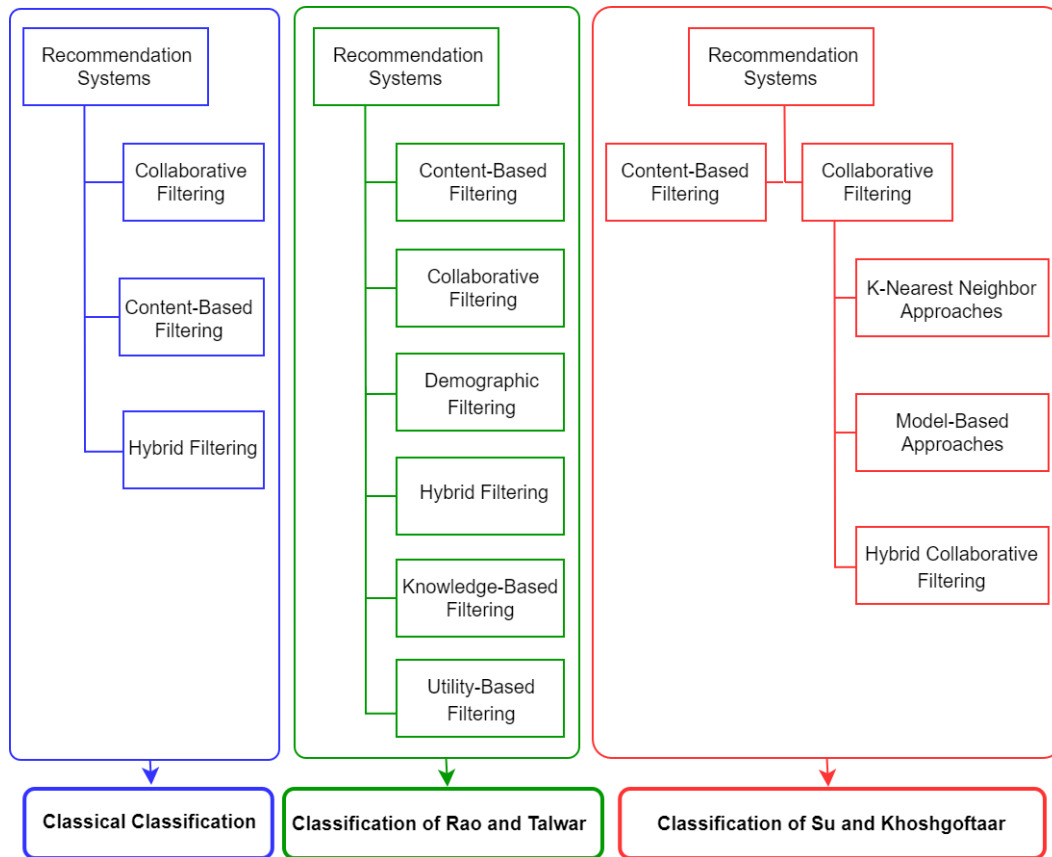 Recommendation
Systems
Collaborative
Filtering
Content-Based
Filtering
Hybrid Filtering
Classical Classification
Recommendation
Systems
Content-Based
Filtering
Collaborative
Filtering
Demographic
Filtering
Hybrid Filtering
Knowledge-Based
Filtering
Utility-Based
Filtering
Classification of Rao and Talwar
Recommendation
Systems
Content-Based
Filtering
Collaborative
Filtering
K-Nearest Neighbor
Approaches
Model-Based
Approaches
Hybrid Collaborative
Filtering
Classification of Su and Khoshgoftaar